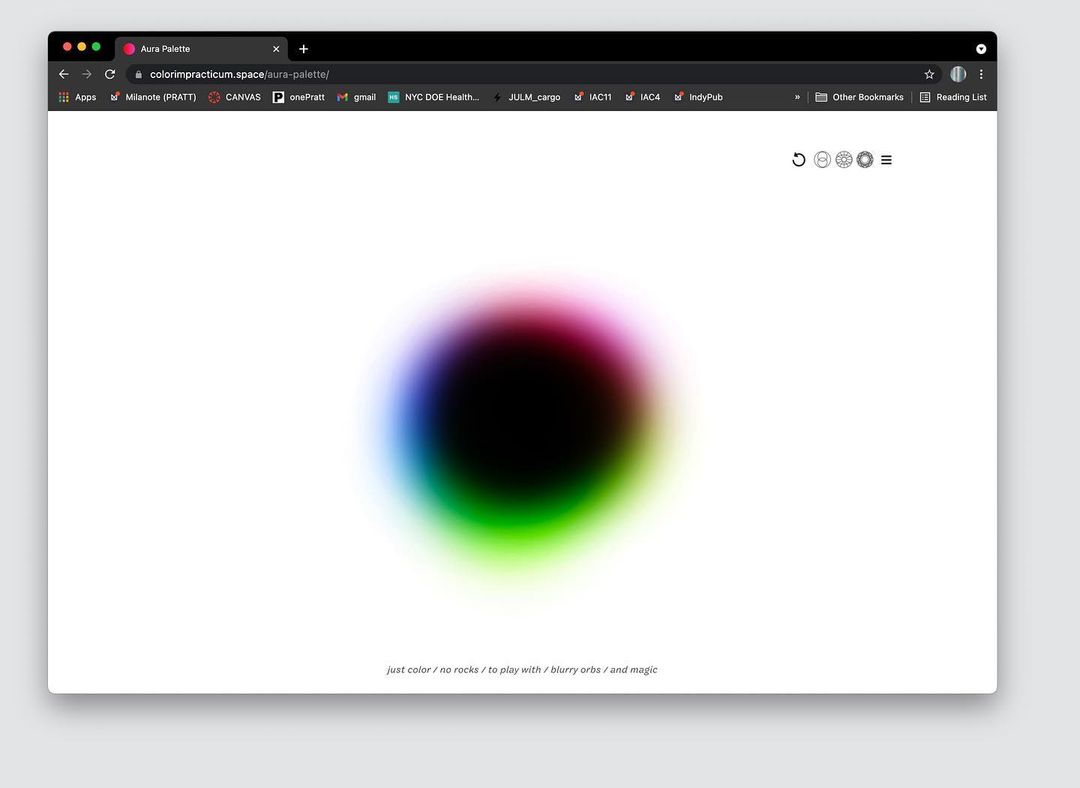 Aura Palette
colorimpracticum.space/aura-palette/
Apps Milanote (PRATT) CANVAS P onePratt gmail HS NYC DOE Health... JULM_cargo IAC11 IAC4 IndyPub » Other Bookmarks Reading List
just color / no rocks / to play with / blurry orbs / and magic